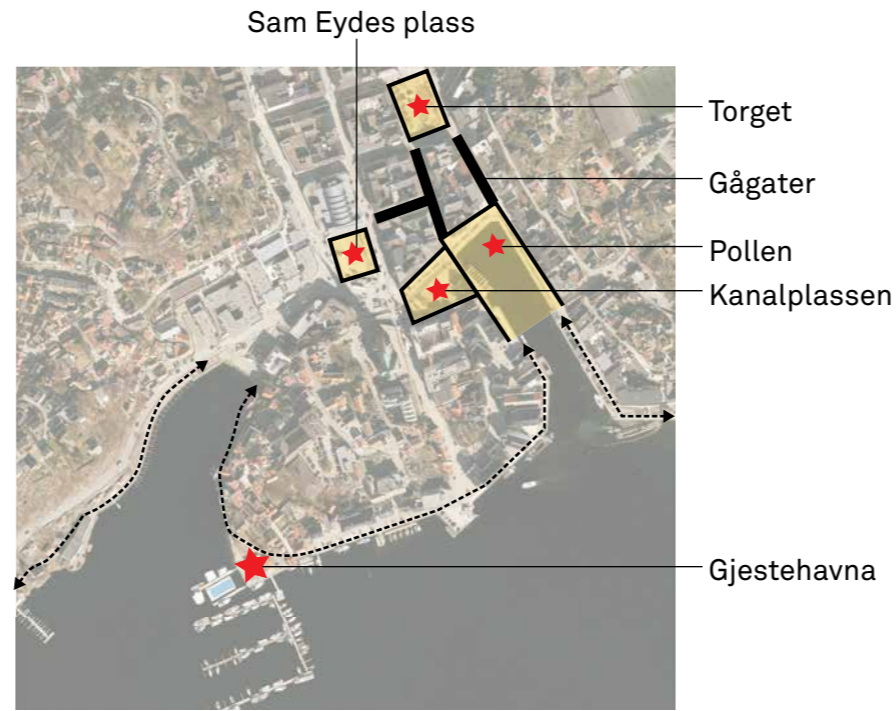 Sam Eydes plass
Torget
Gågater
Pollen
Kanalplassen
Gjestehavna